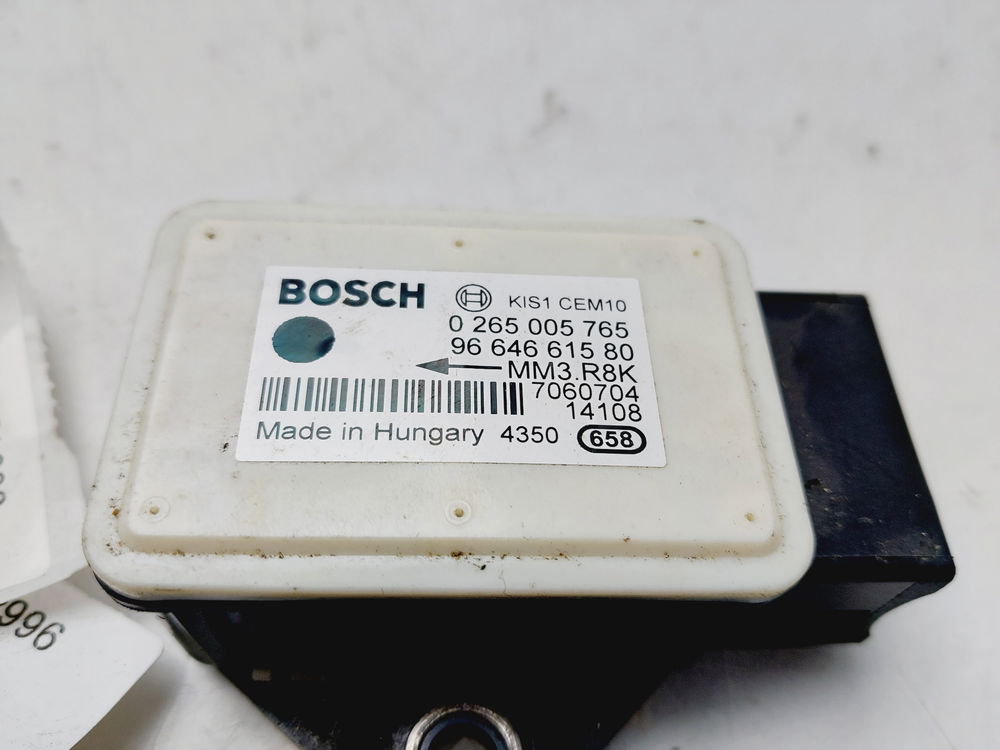 BOSCH KIS1 CEM10
0 265 005 765
96 646 615 80
MM3.R8K
7060704
14108
Made in Hungary 4350 658